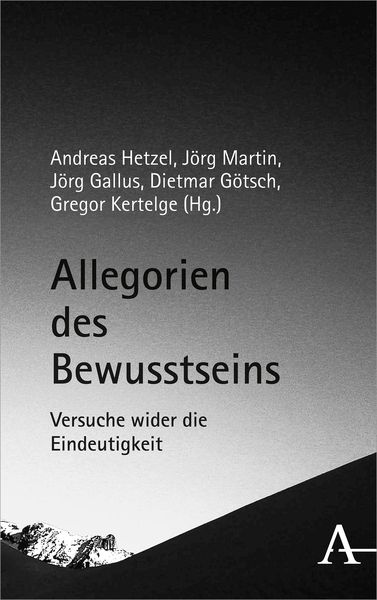 Andreas Hetzel, Jörg Martin,
Jörg Gallus, Dietmar Götsch,
Gregor Kertelge (Hg.)
Allegorien
des
Bewusstseins
Versuche wider die
Eindeutigkeit
A